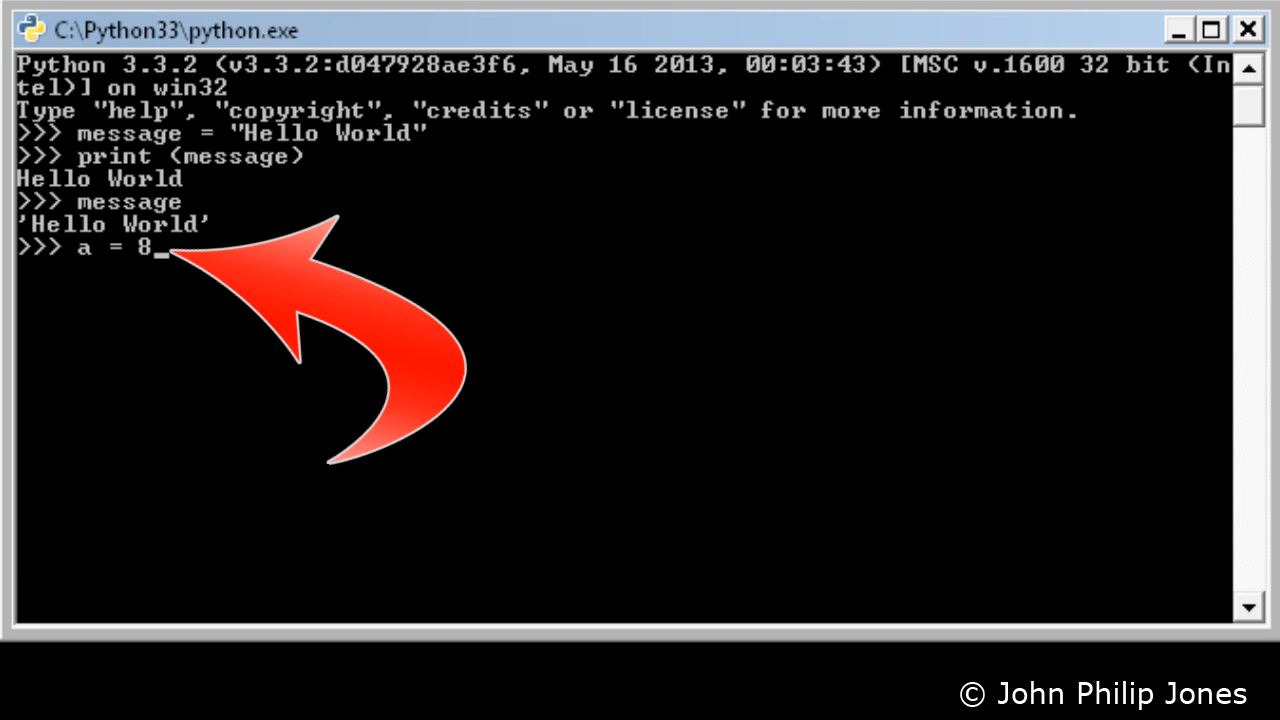 C:\Python33\python.exe
Python 3.3.2 (v3.3.2:d047928ae3f6, May 16 2013, 00:03:43) [MSC v.1600 32 bit (In
tel)] on win32
Type "help", "copyright", "credits" or "license" for more information.
>>> message = "Hello World"
>>> print (message)
Hello World
>>> message
'Hello World'
>>> a = 8_
© John Philip Jones